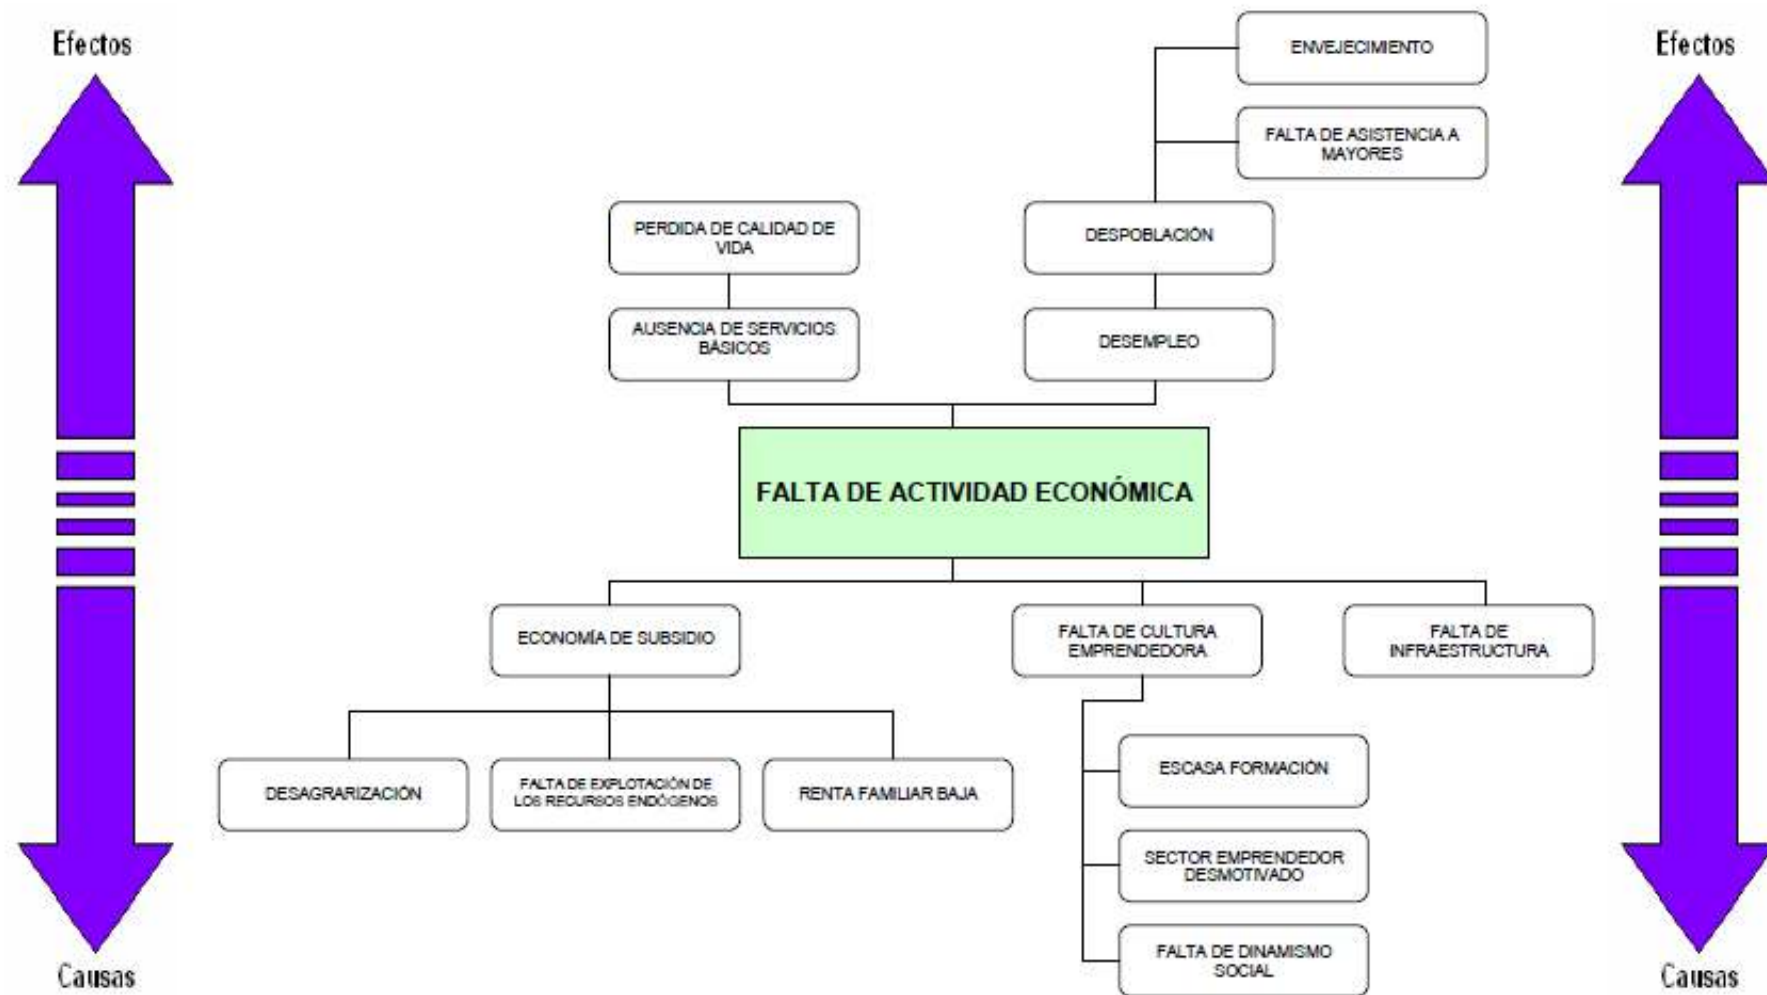 Efectos
Efectos
ENVEJECIMIENTO
FALTA DE ASISTENCIA A
MAYORES
PERDIDA DE CALIDAD DE
VIDA
DESPOBLACIÓN
AUSENCIA DE SERVICIOS
BÁSICOS
DESEMPLEO
FALTA DE ACTIVIDAD ECONÓMICA
ECONOMÍA DE SUBSIDIO
FALTA DE CULTURA
EMPRENDEDORA
FALTA DE
INFRAESTRUCTURA
DESAGRARIZACIÓN
FALTA DE EXPLOTACIÓN DE
LOS RECURSOS ENDÓGENOS
RENTA FAMILIAR BAJA
ESCASA FORMACIÓN
SECTOR EMPRENDEDOR
DESMOTIVADO
FALTA DE DINAMISMO
SOCIAL
Causas
Causas